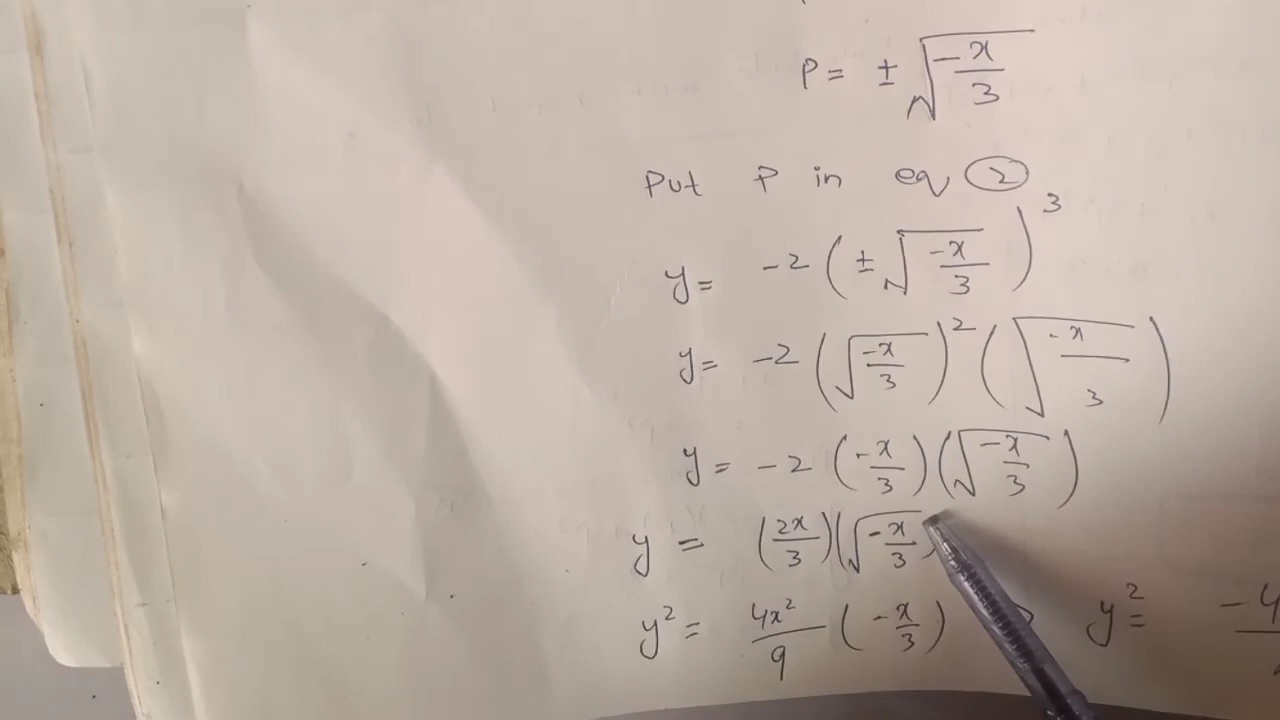 P = ± √(-x/3)
Put P in eq ②
y = -2 (± √(-x/3))³
y = -2 (√(-x/3))² (√(-x/3))
y = -2 (-x/3) (√(-x/3))
y = (2x/3)(√(-x/3))
y² = 4x²/9 (-x/3) y² = -4